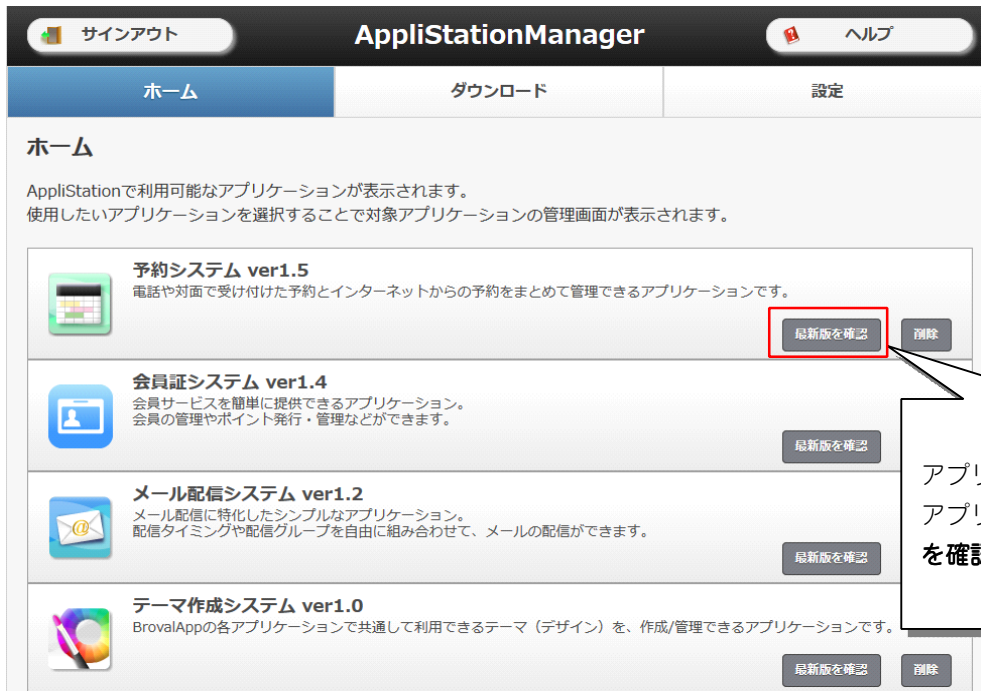 サインアウト
AppliStationManager
ヘルプ
ホーム
ダウンロード
設定
ホーム
AppliStationで利用可能なアプリケーションが表示されます。
使用したいアプリケーションを選択することで対象アプリケーションの管理画面が表示されます。
予約システム ver1.5
電話や対面で受け付けた予約とインターネットからの予約をまとめて管理できるアプリケーションです。
最新版を確認
削除
会員証システム ver1.4
会員サービスを簡単に提供できるアプリケーション。
会員の管理やポイント発行・管理などができます。
最新版を確認
メール配信システム ver1.2
メール配信に特化したシンプルなアプリケーション。
配信タイミングや配信グループを自由に組み合わせて、メールの配信ができます。
最新版を確認
アプリ
アプリ
を確認
テーマ作成システム ver1.0
BrovalAppの各アプリケーションで共通して利用できるテーマ（デザイン）を、作成/管理できるアプリケーションです。
最新版を確認
削除